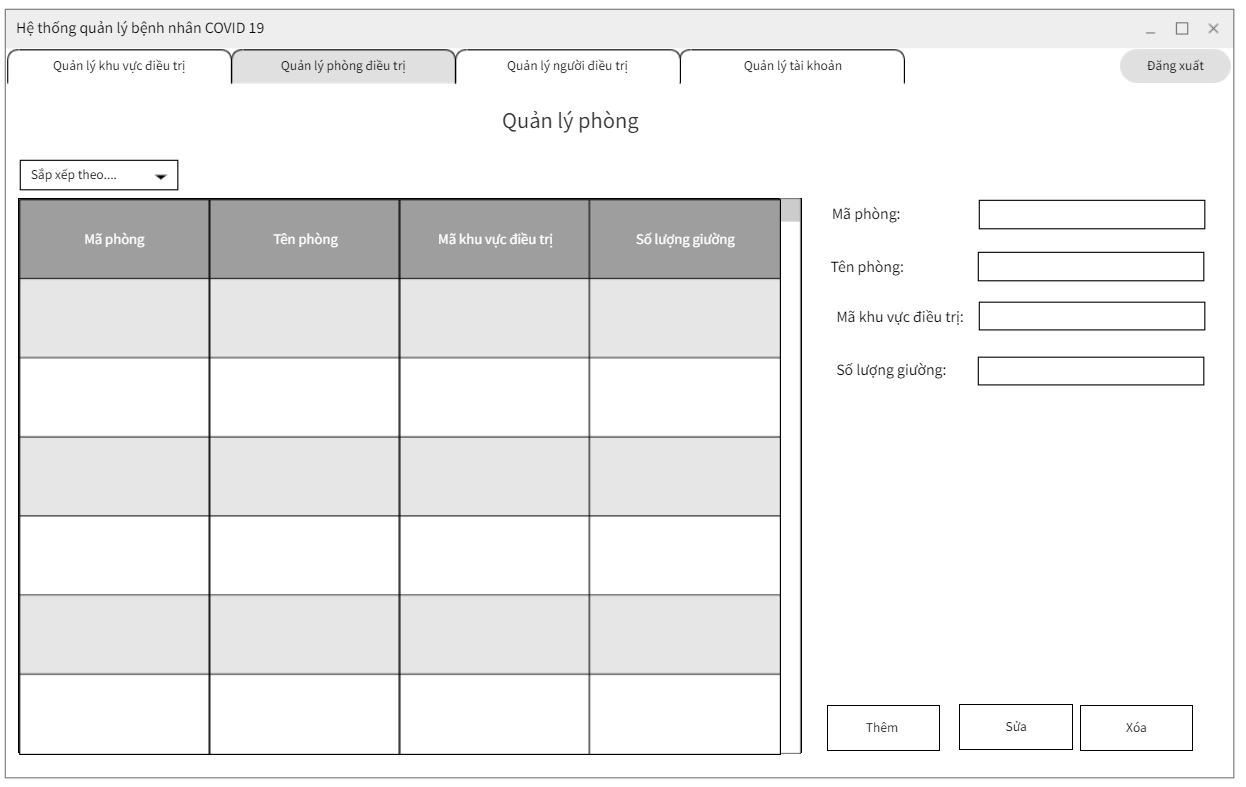 Hệ thống quản lý bệnh nhân COVID 19
Quản lý khu vực điều trị
Quản lý phòng điều trị
Quản lý người điều trị
Quản lý tài khoản
Đăng xuất
Quản lý phòng
Sắp xếp theo....
Mã phòng
Tên phòng
Mã khu vực điều trị
Số lượng giường
Mã phòng:
Tên phòng:
Mã khu vực điều trị:
Số lượng giường:
Thêm
Sửa
Xóa